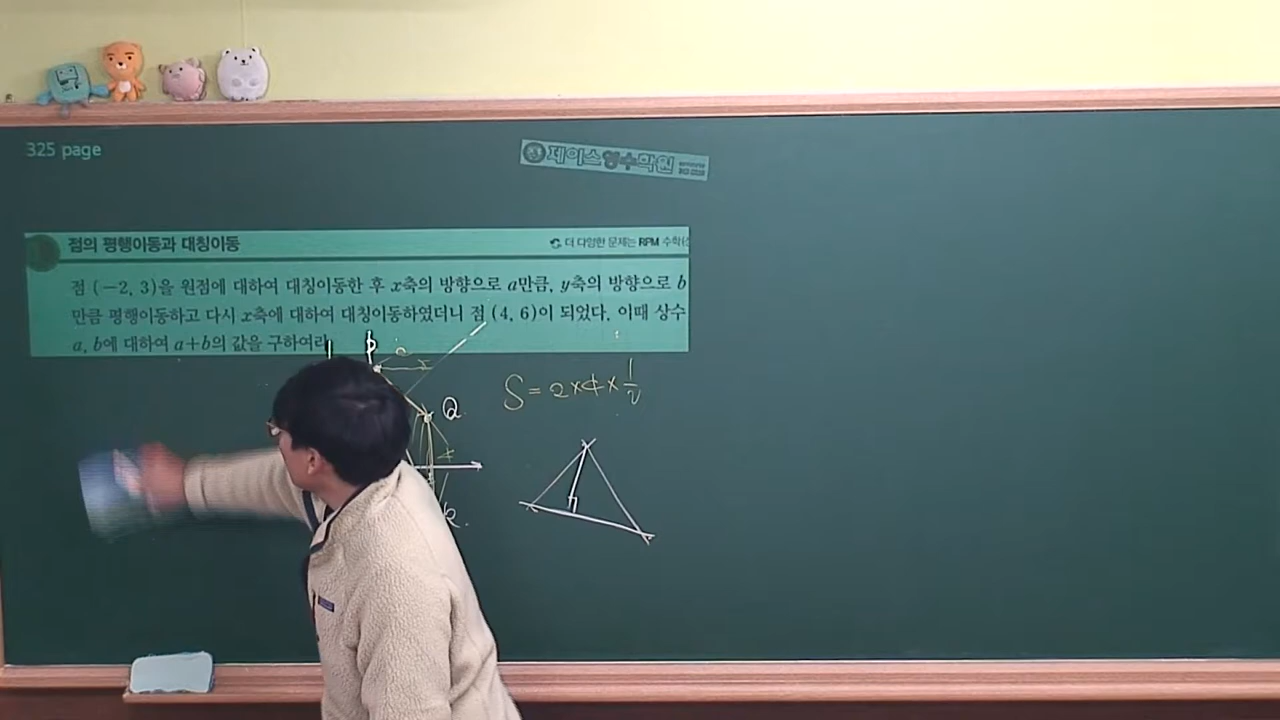 325 page
제이스영수학원
점의 평행이동과 대칭이동
더 다양한 문제는 RPM 수학(
점 (-2, 3)을 원점에 대하여 대칭이동한 후 x축의 방향으로 a만큼, y축의 방향으로 b
만큼 평행이동하고 다시 x축에 대하여 대칭이동하였더니 점 (4, 6)이 되었다. 이때 상수
a, b에 대하여 a+b의 값을 구하여라
P
Q
R
S = 2×4×1/2